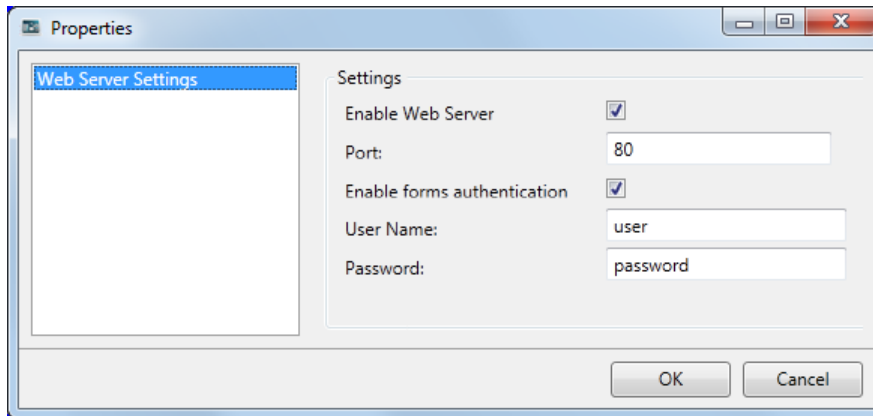 Properties
Web Server Settings
Settings
Enable Web Server
Port: 80
Enable forms authentication
User Name: user
Password: password
OK Cancel